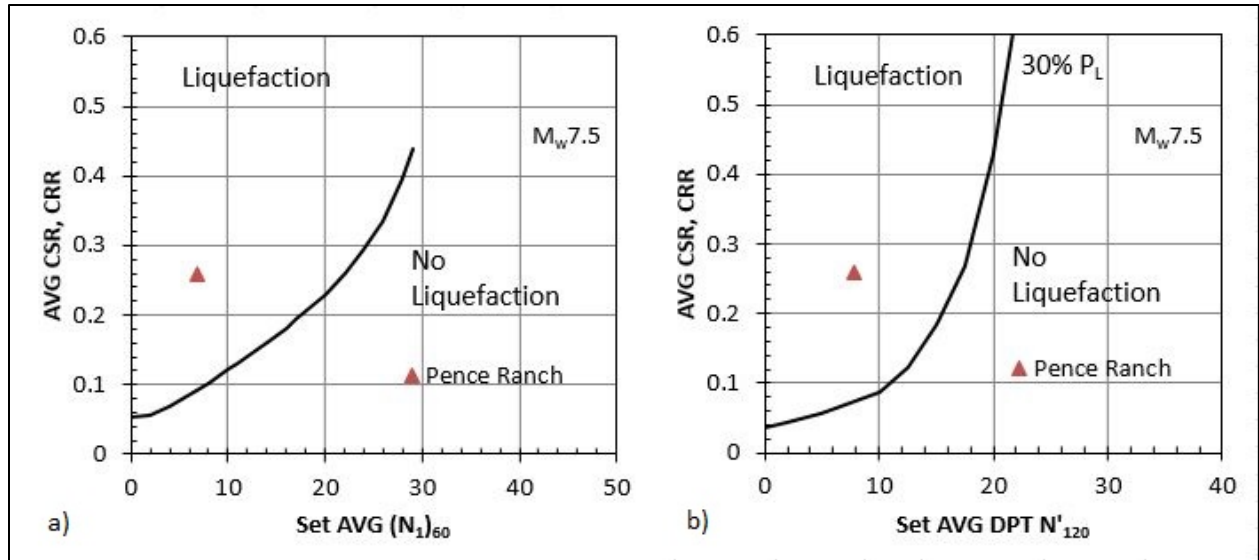 0.6
0.5
0.4
0.3
0.2
0.1
0
AVG CSR, CRR
Liquefaction
M_w7.5
No
Liquefaction
Pence Ranch
0 10 20 30 40 50
a)
Set AVG (N₁)₆₀
0.6
0.5
0.4
0.3
0.2
0.1
0
AVG CSR, CRR
Liquefaction
30% P_L
M_w7.5
No
Liquefaction
Pence Ranch
0 10 20 30 40
b)
Set AVG DPT N'₁₂₀